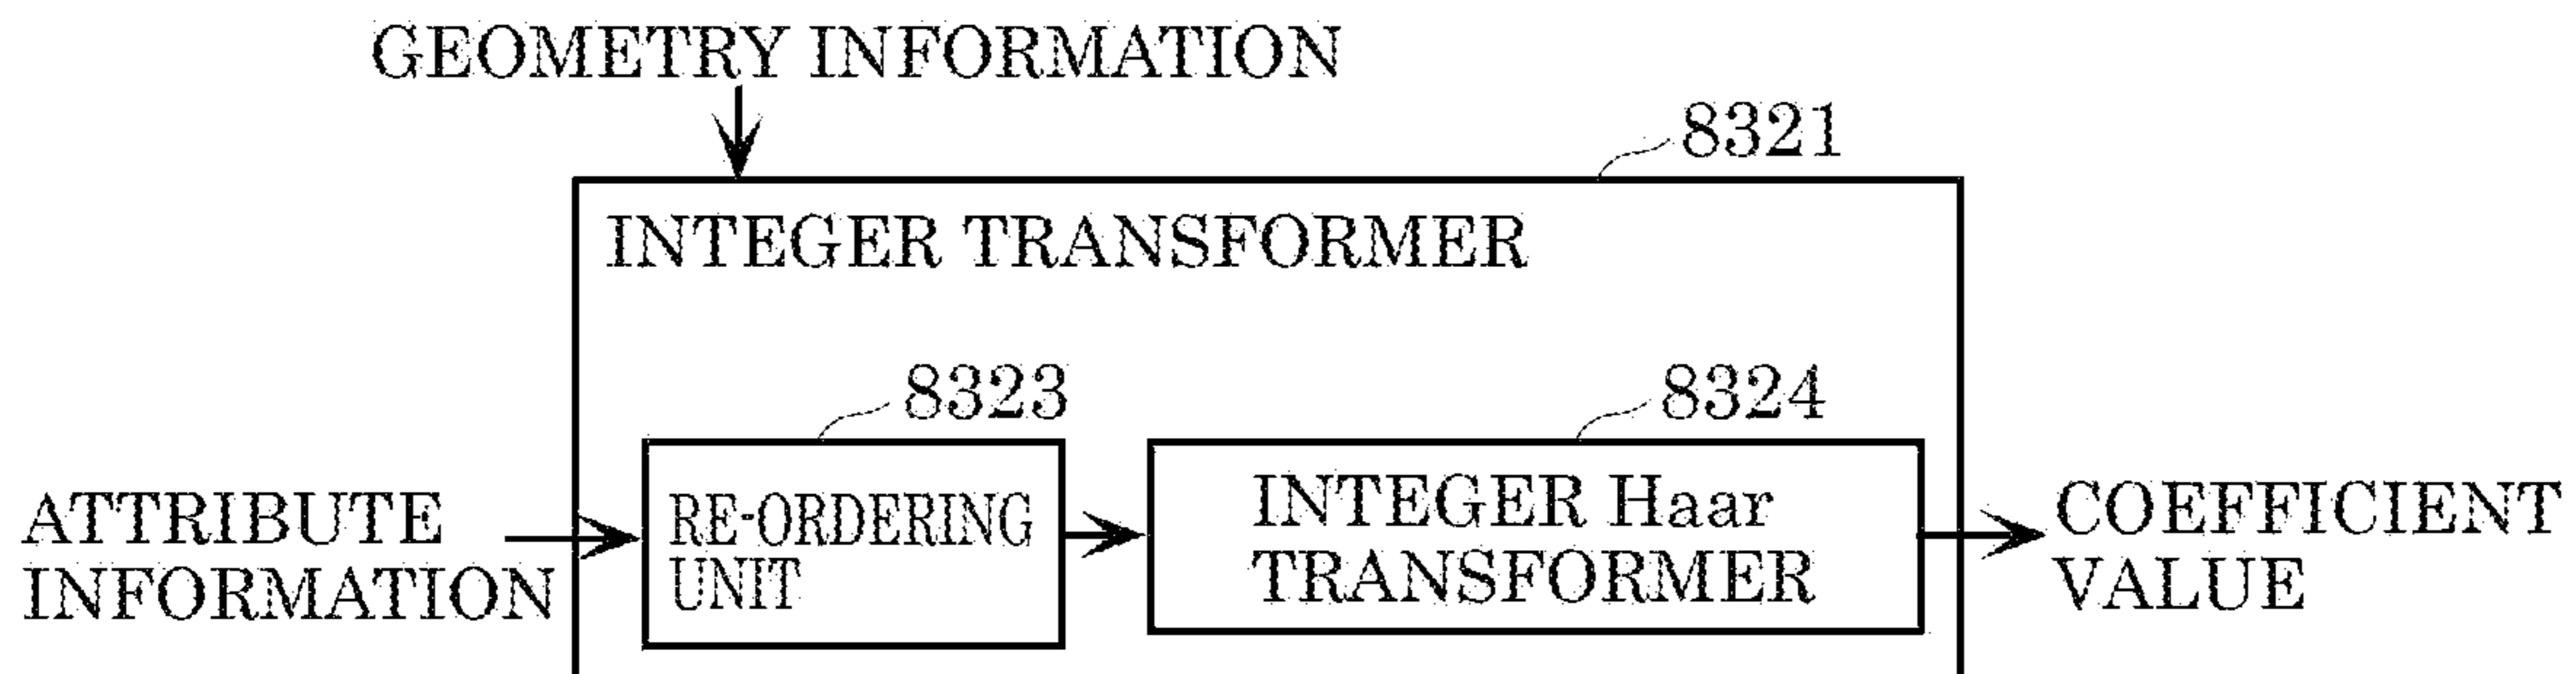 GEOMETRY INFORMATION
8321
INTEGER TRANSFORMER
8323
8324
ATTRIBUTE
INFORMATION
RE-ORDERING
UNIT
INTEGER Haar
TRANSFORMER
COEFFICIENT
VALUE